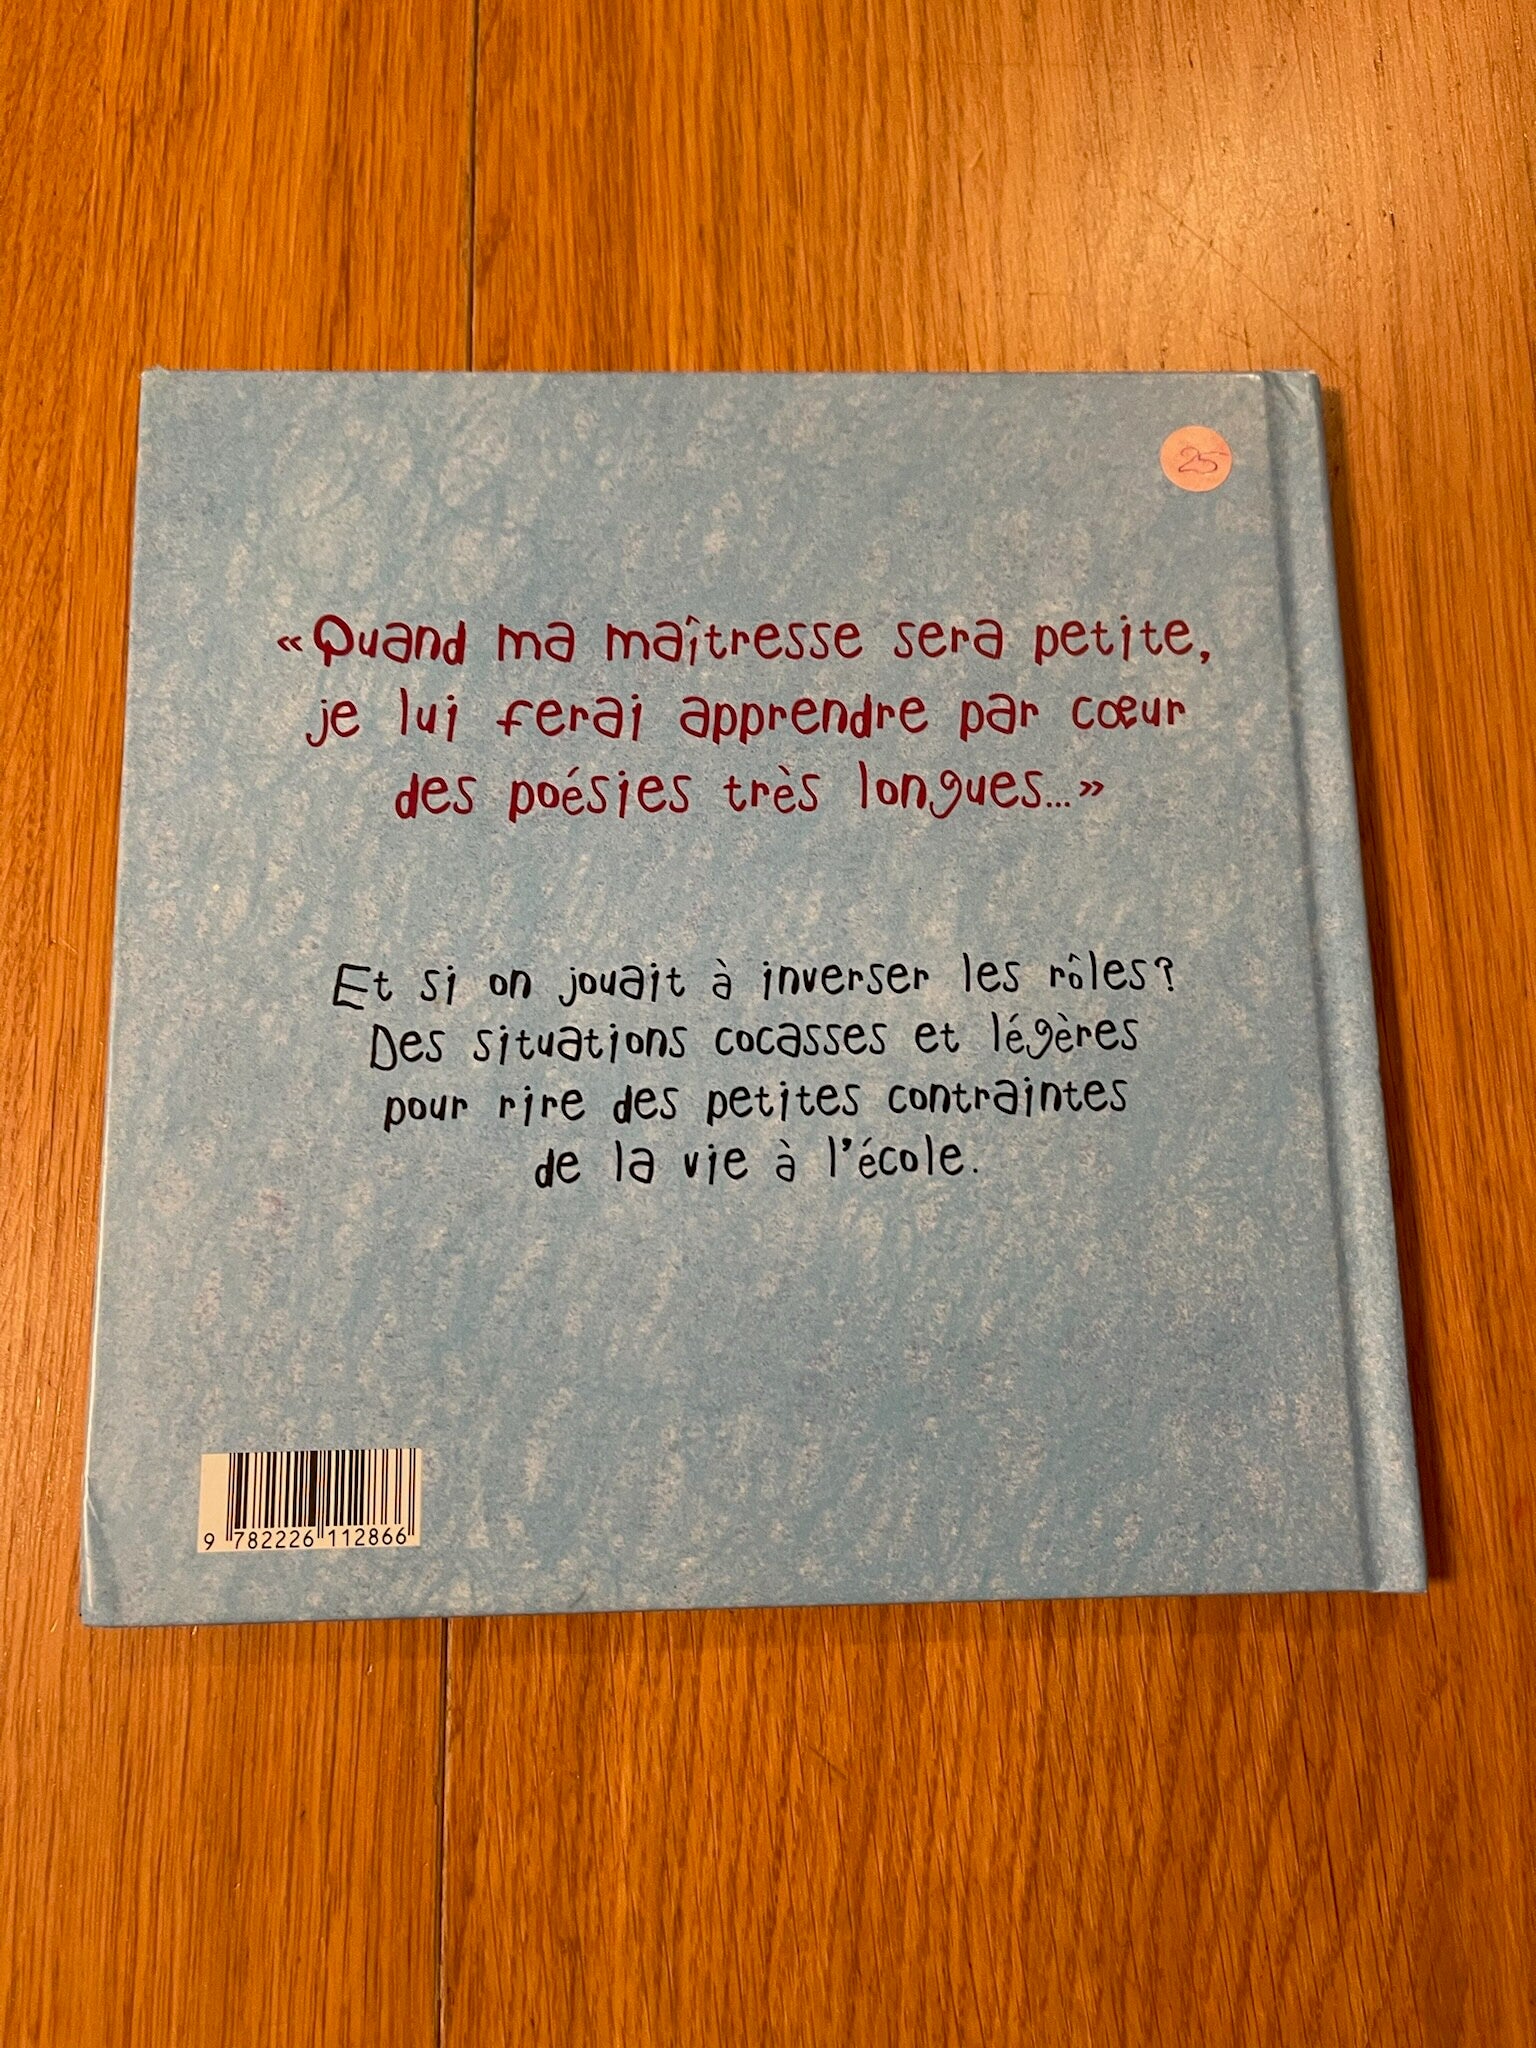 25
«Quand ma maîtresse sera petite,
je lui ferai apprendre par cœur
des poésies très longues...»
Et si on jouait à inverser les rôles?
Des situations cocasses et légères
pour rire des petites contraintes
de la vie à l'école.
9 782226 112866